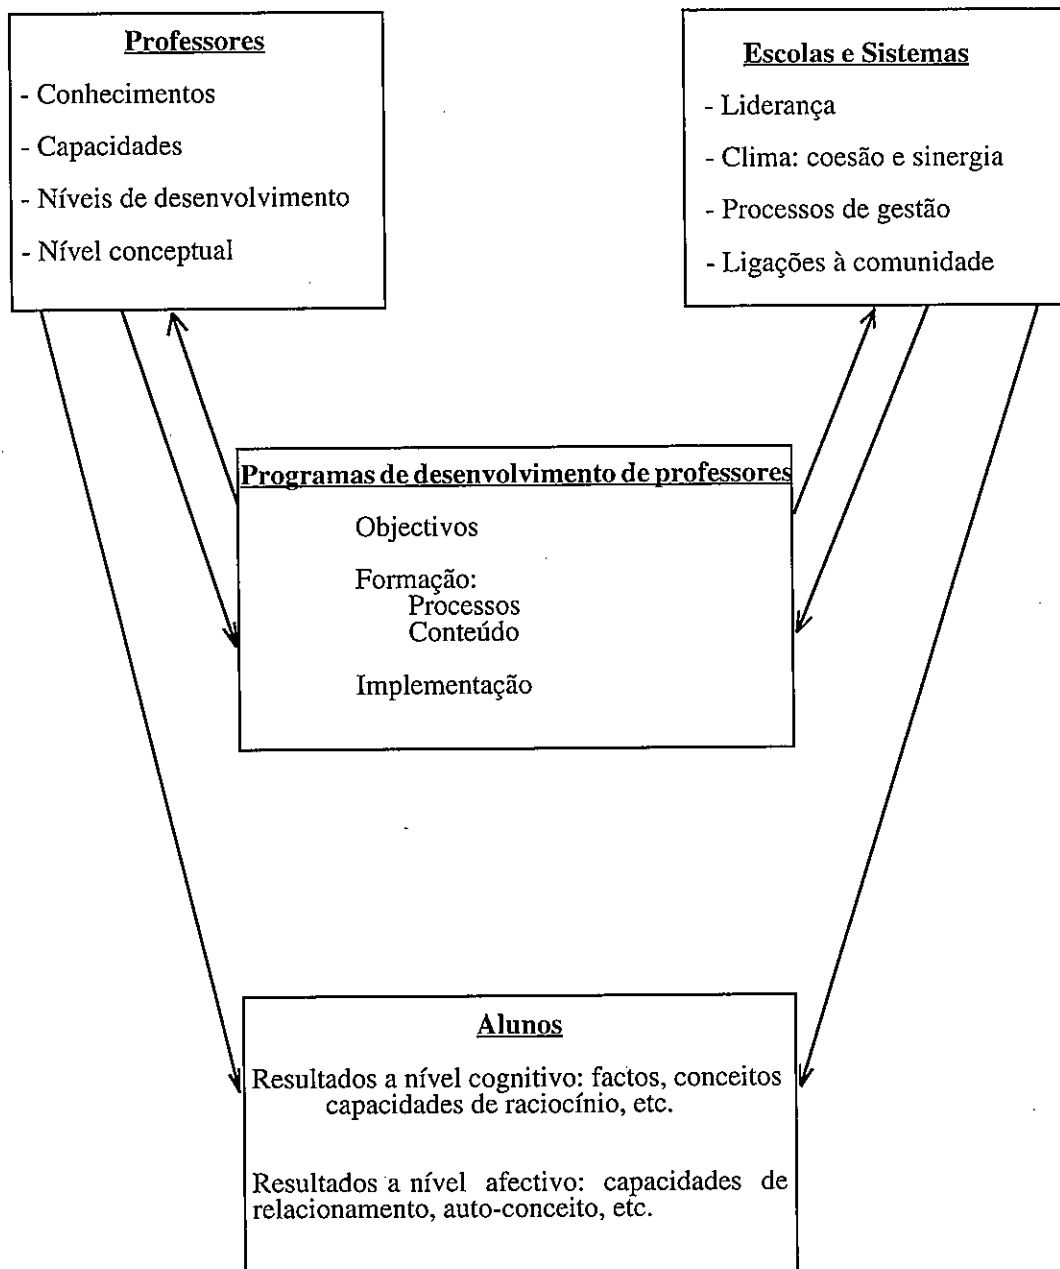 Professores
- Conhecimentos
- Capacidades
- Níveis de desenvolvimento
- Nível conceptual
Escolas e Sistemas
- Liderança
- Clima: coesão e sinergia
- Processos de gestão
- Ligações à comunidade
Programas de desenvolvimento de professores
Objectivos
Formação:
Processos
Conteúdo
Implementação
Alunos
Resultados a nível cognitivo: factos, conceitos
capacidades de raciocínio, etc.
Resultados a nível afectivo: capacidades de
relacionamento, auto-conceito, etc.